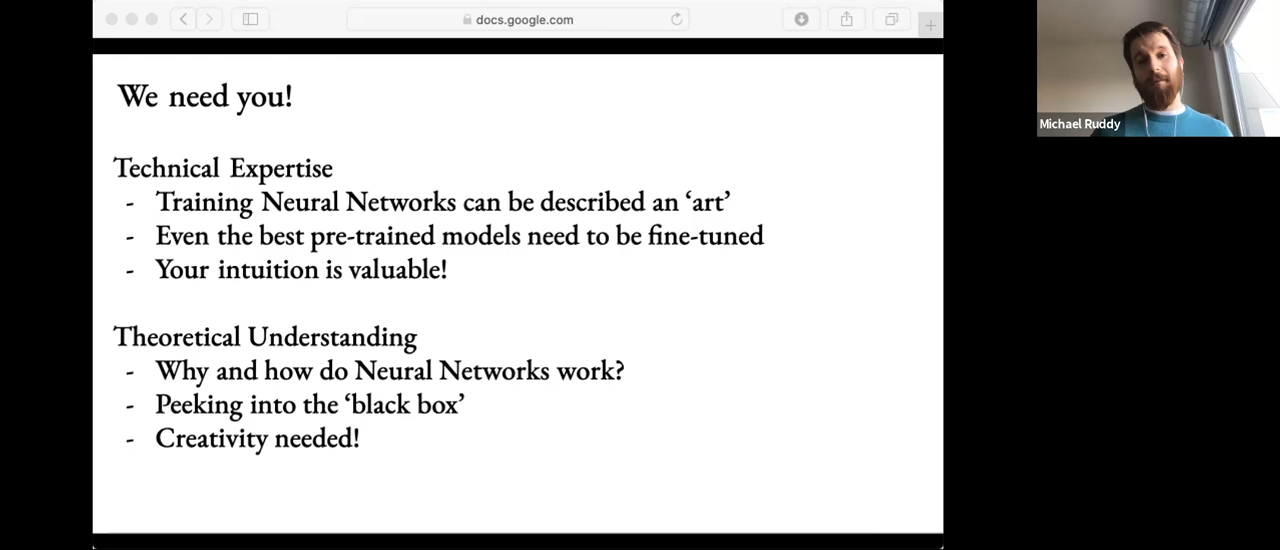 docs.google.com
We need you!
Technical Expertise
- Training Neural Networks can be described an ‘art’
- Even the best pre-trained models need to be fine-tuned
- Your intuition is valuable!
Theoretical Understanding
- Why and how do Neural Networks work?
- Peeking into the ‘black box’
- Creativity needed!
Michael Ruddy